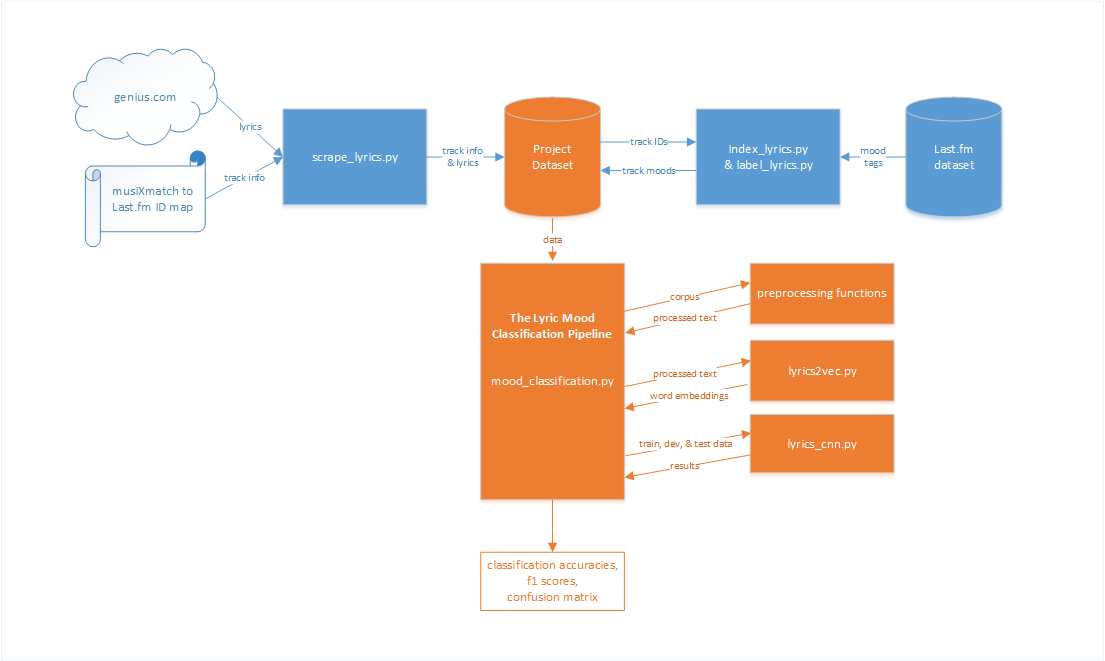 genius.com
lyrics
musiXmatch to
Last.fm ID map
track info
scrape_lyrics.py
track info
& lyrics
Project
Dataset
track IDs
track moods
Index_lyrics.py
& label_lyrics.py
mood
tags
Last.fm
dataset
data
The Lyric Mood
Classification Pipeline
mood_classification.py
corpus
processed text
preprocessing functions
processed text
word embeddings
lyrics2vec.py
train, dev, & test data
results
lyrics_cnn.py
classification accuracies,
f1 scores,
confusion matrix